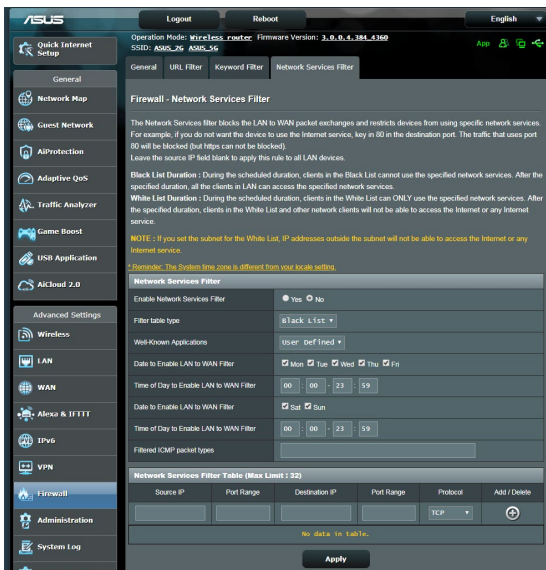 ASUS
Logout
Reboot
English
Operation Mode: Wireless router Firmware Version: 3.0.0.4.384_4360
SSID: ASUS_2G ASUS_5G
App
Quick Internet
Setup
General
Network Map
Guest Network
AiProtection
Adaptive QoS
Traffic Analyzer
Game Boost
USB Application
AiCloud 2.0
Advanced Settings
Wireless
LAN
WAN
Alexa & IFTTT
IPv6
VPN
Firewall
Administration
System Log
General
URL Filter
Keyword Filter
Network Services Filter
Firewall - Network Services Filter
The Network Services filter blocks the LAN to WAN packet exchanges and restricts devices from using specific network services.
For example, if you do not want the device to use the Internet service, key in 80 in the destination port. The traffic that uses port
80 will be blocked (but https can not be blocked).
Leave the source IP field blank to apply this rule to all LAN devices.
Black List Duration : During the scheduled duration, clients in the Black List cannot use the specified network services. After the
specified duration, all the clients in LAN can access the specified network services.
White List Duration : During the scheduled duration, clients in the White List can ONLY use the specified network services. After
the specified duration, clients in the White List and other network clients will not be able to access the Internet or any Internet
service.
NOTE : If you set the subnet for the White List, IP addresses outside the subnet will not be able to access the Internet or any
Internet service.
* Reminder: The System time zone is different from your locale setting.
Network Services Filter
Enable Network Services Filter
Yes No
Filter table type
Black List
Well-Known Applications
User Defined
Date to Enable LAN to WAN Filter
Mon Tue Wed Thu Fri
Time of Day to Enable LAN to WAN Filter
00 : 00 - 23 : 59
Date to Enable LAN to WAN Filter
Sat Sun
Time of Day to Enable LAN to WAN Filter
00 : 00 - 23 : 59
Filtered ICMP packet types
Network Services Filter Table (Max Limit : 32)
Source IP Port Range Destination IP Port Range Protocol Add / Delete
TCP
No data in table.
Apply